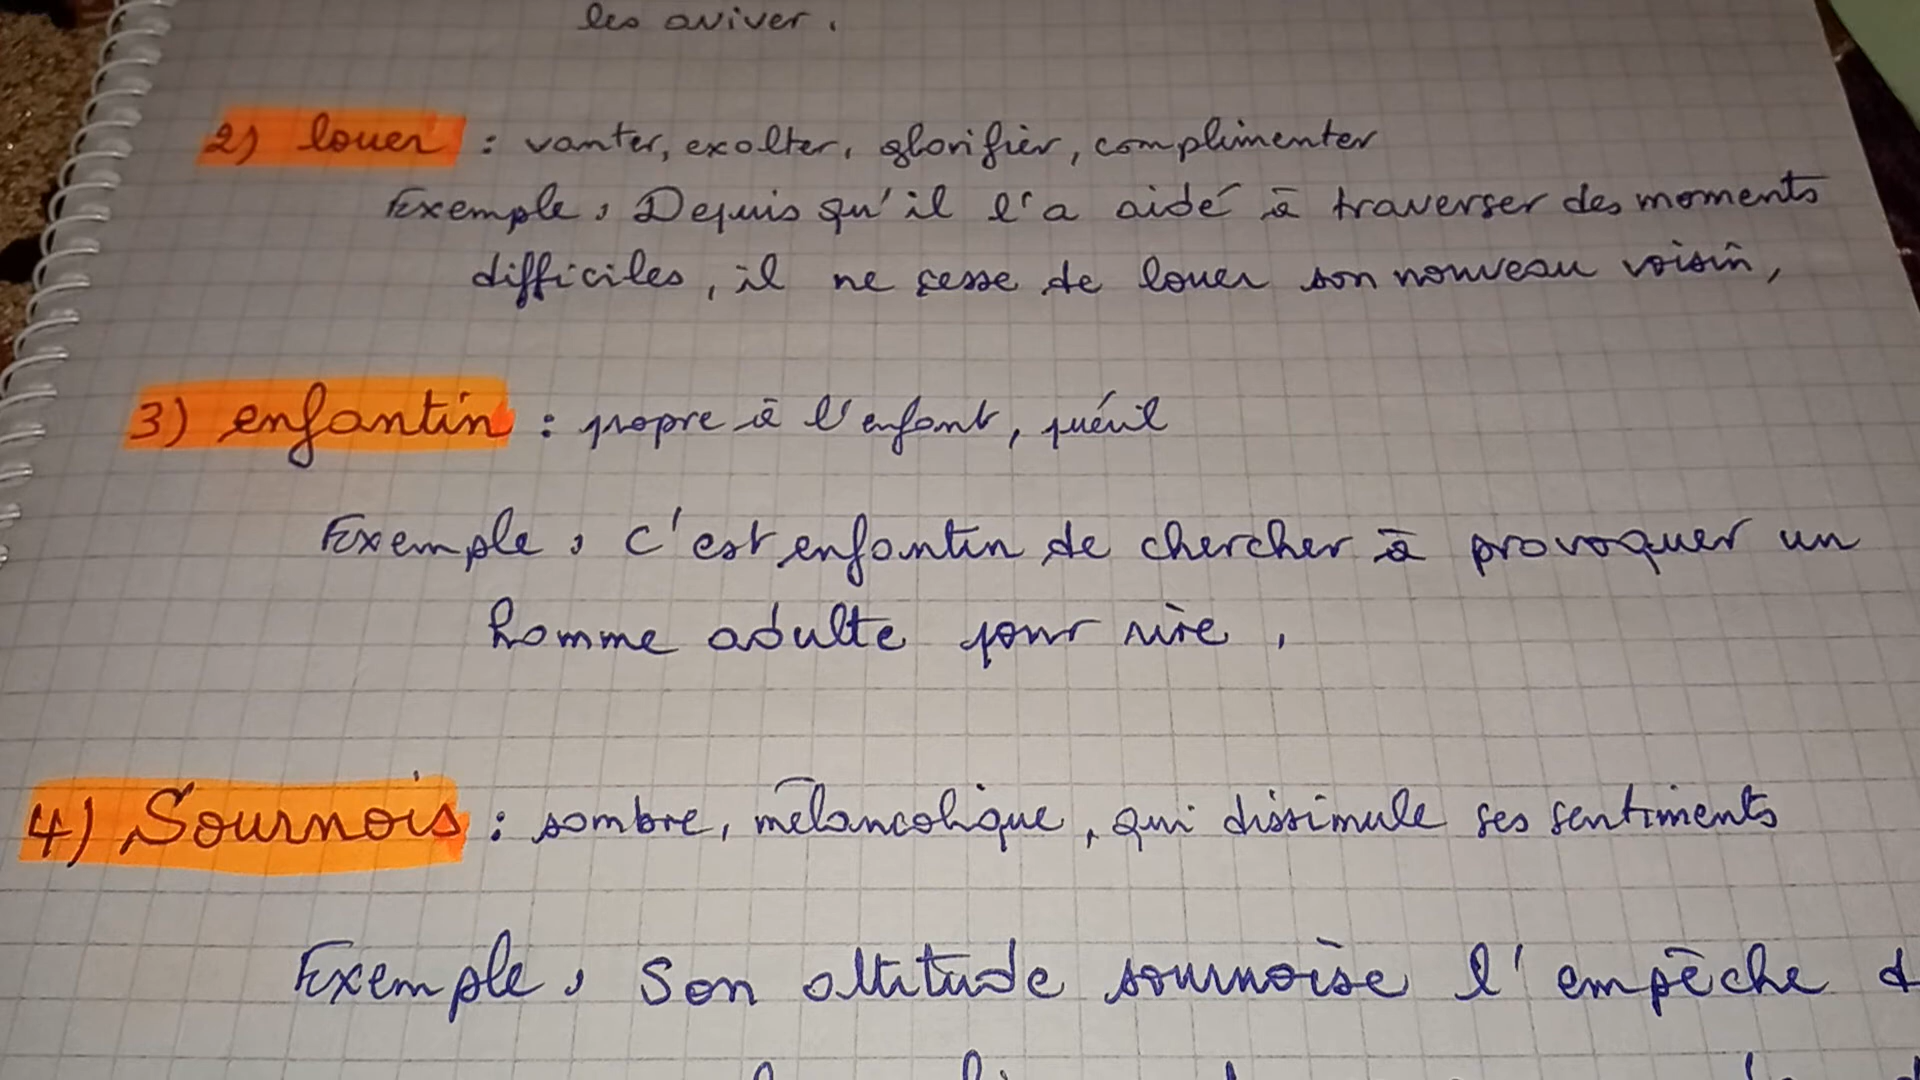 les aviver.
2) louer : vanter, exalter, glorifier, complimenter
Exemple : Depuis qu'il l'a aidé à traverser des moments
difficiles, il ne cesse de louer son nouveau voisin,
3) enfantin : propre à l'enfant, puéril
Exemple : c'est enfantin de chercher à provoquer un
homme adulte pour rire.
4) Sournois : sombre, mélancolique, qui dissimule ses sentiments
Exemple : Son attitude sournoise l'empêche